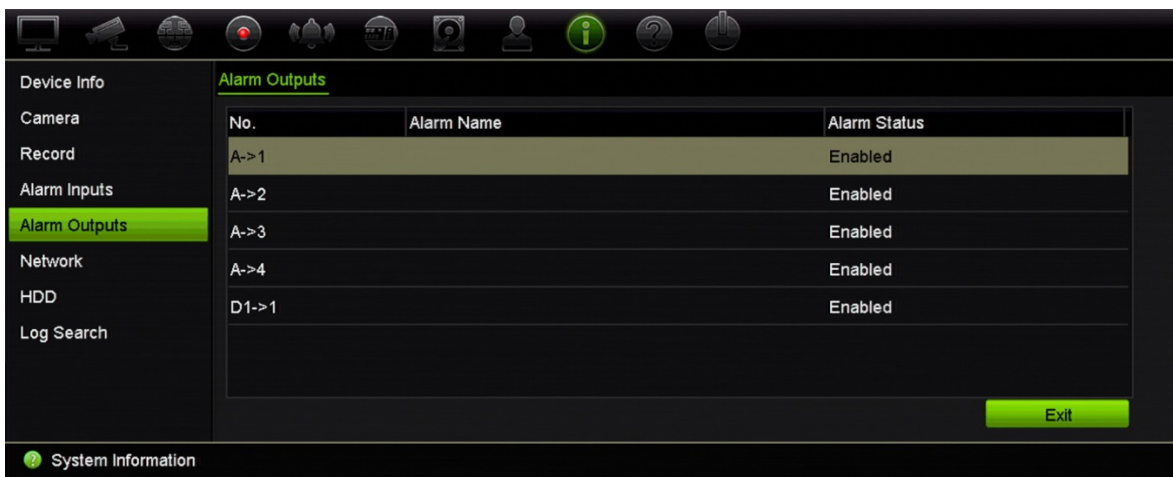 Device Info
Camera
Record
Alarm Inputs
Alarm Outputs
Network
HDD
Log Search
Alarm Outputs
No. Alarm Name Alarm Status
A->1 Enabled
A->2 Enabled
A->3 Enabled
A->4 Enabled
D1->1 Enabled
Exit
System Information